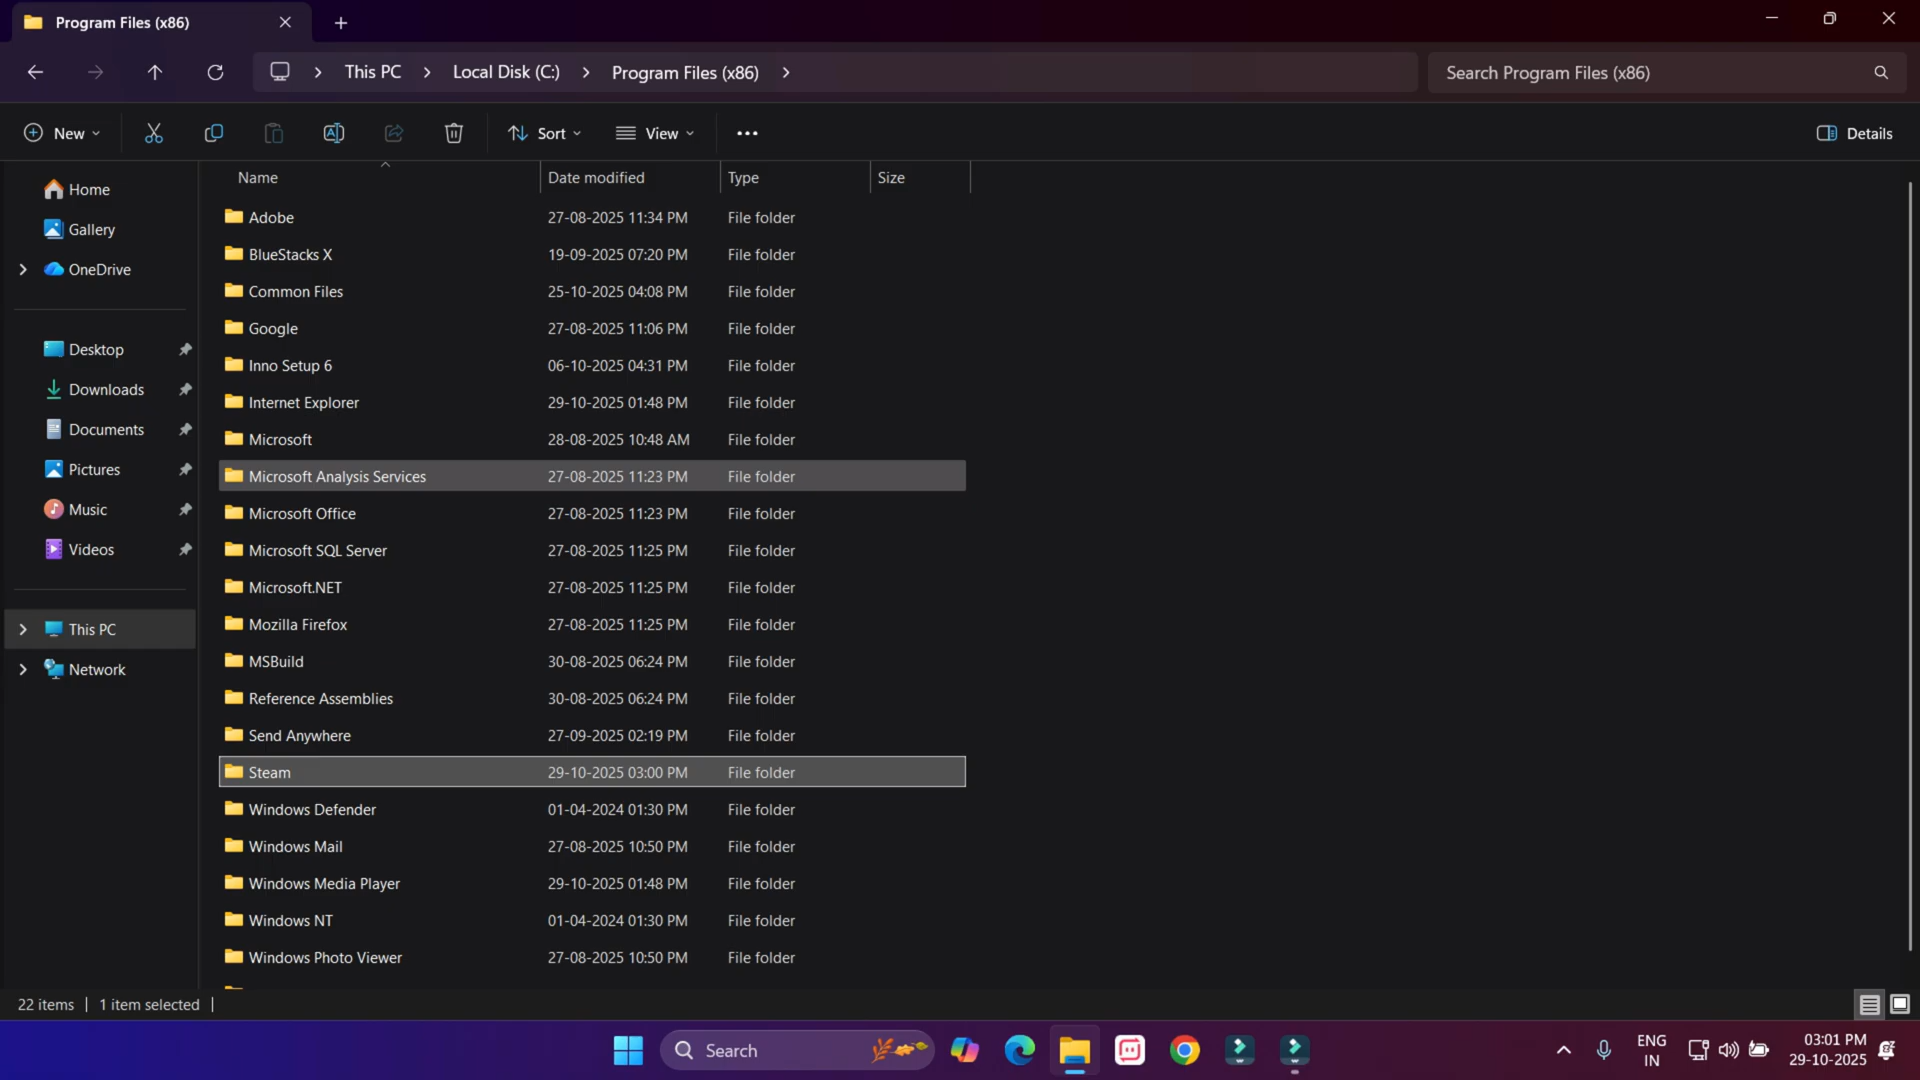 Program Files (x86)
This PC
Local Disk (C:)
Program Files (x86)
Search Program Files (x86)
New
Sort
View
Details
Name Date modified Type Size
Home
Gallery
OneDrive
Desktop
Downloads
Documents
Pictures
Music
Videos
This PC
Network
Adobe 27-08-2025 11:34 PM File folder
BlueStacks X 19-09-2025 07:20 PM File folder
Common Files 25-10-2025 04:08 PM File folder
Google 27-08-2025 11:06 PM File folder
Inno Setup 6 06-10-2025 04:31 PM File folder
Internet Explorer 29-10-2025 01:48 PM File folder
Microsoft 28-08-2025 10:48 AM File folder
Microsoft Analysis Services 27-08-2025 11:23 PM File folder
Microsoft Office 27-08-2025 11:23 PM File folder
Microsoft SQL Server 27-08-2025 11:25 PM File folder
Microsoft.NET 27-08-2025 11:25 PM File folder
Mozilla Firefox 27-08-2025 11:25 PM File folder
MSBuild 30-08-2025 06:24 PM File folder
Reference Assemblies 30-08-2025 06:24 PM File folder
Send Anywhere 27-09-2025 02:19 PM File folder
Steam 29-10-2025 03:00 PM File folder
Windows Defender 01-04-2024 01:30 PM File folder
Windows Mail 27-08-2025 10:50 PM File folder
Windows Media Player 29-10-2025 01:48 PM File folder
Windows NT 01-04-2024 01:30 PM File folder
Windows Photo Viewer 27-08-2025 10:50 PM File folder
22 items | 1 item selected |
Search
ENG
IN
03:01 PM
29-10-2025